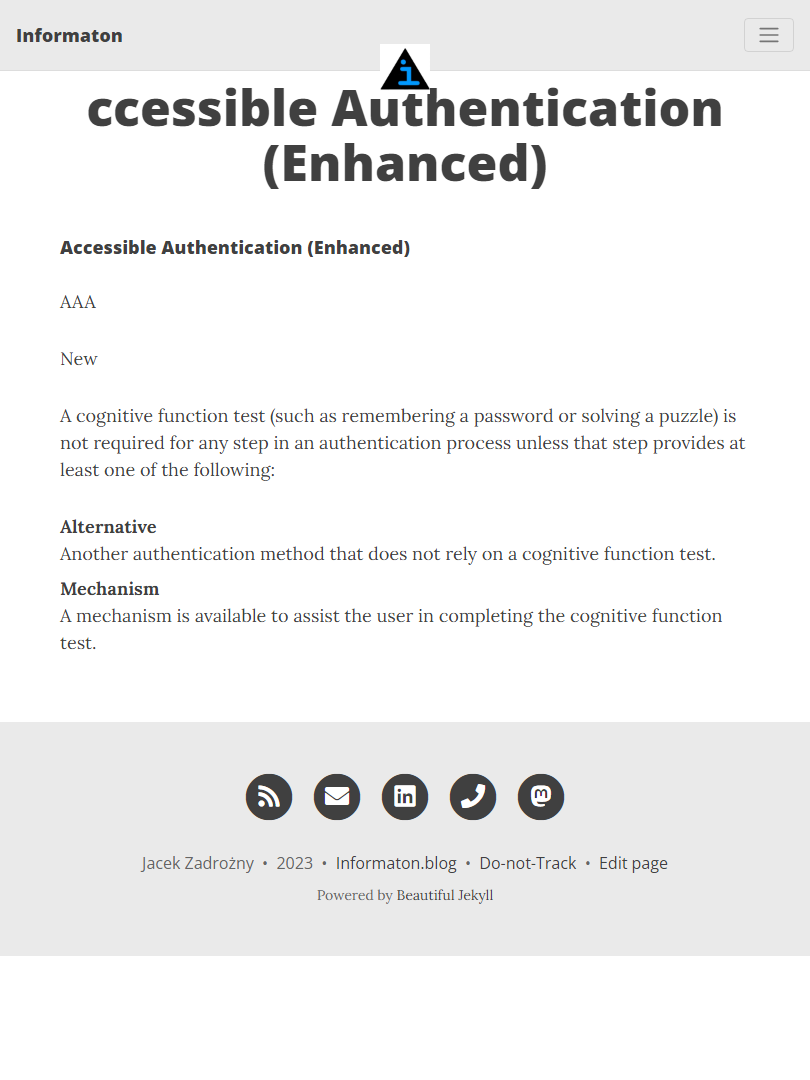 Informaton
ccessible Authentication
(Enhanced)
Accessible Authentication (Enhanced)
AAA
New
A cognitive function test (such as remembering a password or solving a puzzle) is
not required for any step in an authentication process unless that step provides at
least one of the following:
Alternative
Another authentication method that does not rely on a cognitive function test.
Mechanism
A mechanism is available to assist the user in completing the cognitive function
test.
Jacek Zadrożny • 2023 • Informaton.blog • Do-not-Track • Edit page
Powered by Beautiful Jekyll